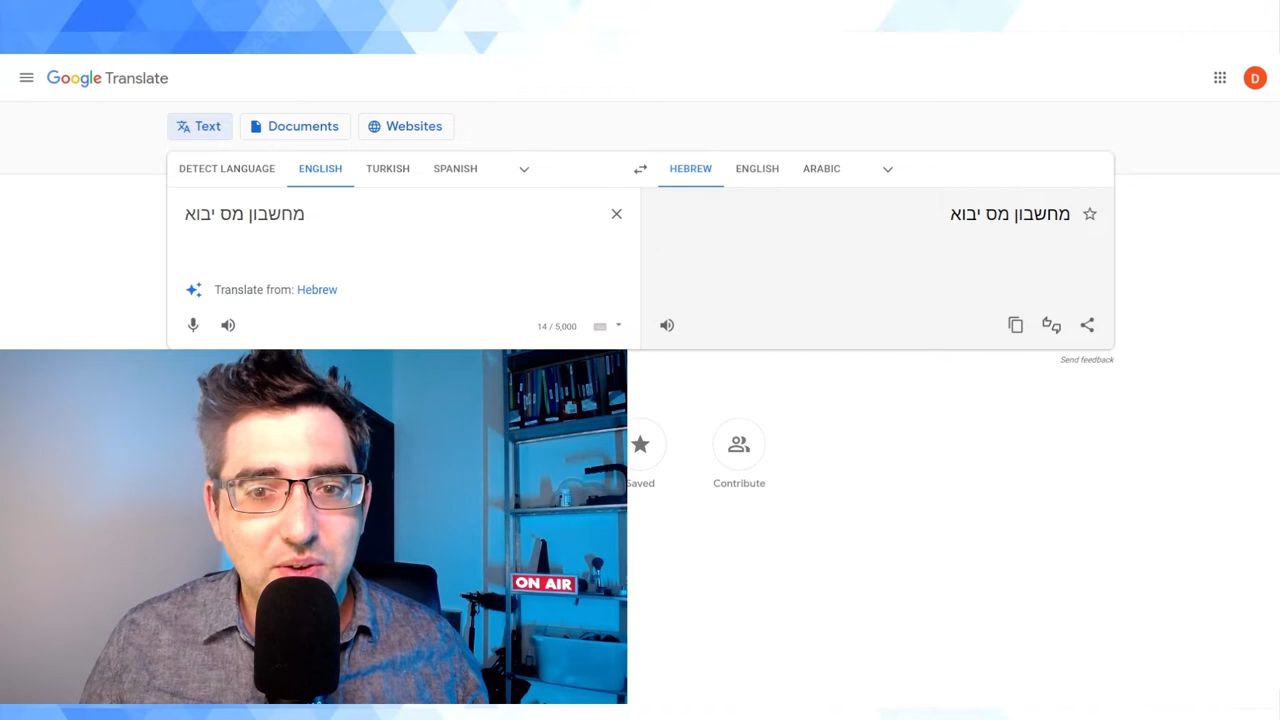 Google Translate
D
Text
Documents
Websites
DETECT LANGUAGE
ENGLISH
TURKISH
SPANISH
HEBREW
ENGLISH
ARABIC
מחשבון מס יבוא
מחשבון מס יבוא
Translate from: Hebrew
14 / 5,000
Send feedback
Saved
Contribute
ON AIR